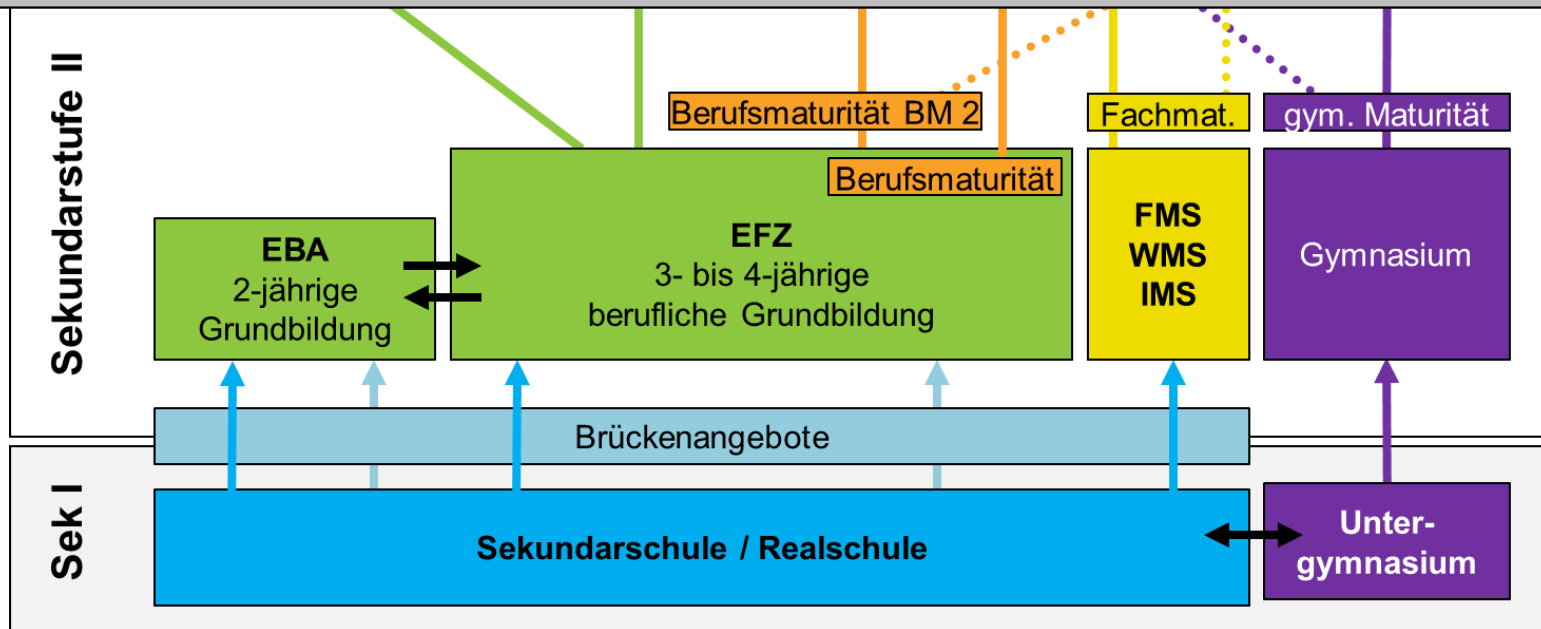 Sekundarstufe II
Berufsmaturität BM 2
Fachmat.
gym. Maturität
Berufsmaturität
EBA
2-jährige
Grundbildung
EFZ
3- bis 4-jährige
berufliche Grundbildung
FMS
WMS
IMS
Gymnasium
Brückenangebote
Sek I
Sekundarschule / Realschule
Unter-
gymnasium